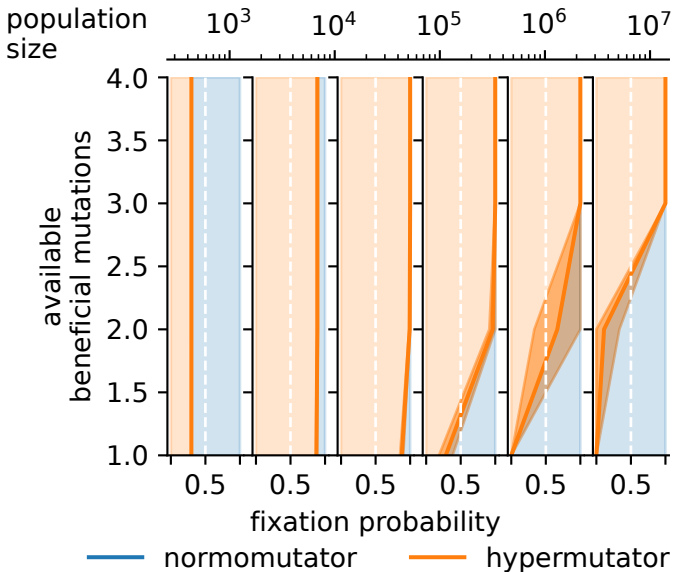 population size
10³ 10⁴ 10⁵ 10⁶ 10⁷
available beneficial mutations
4.0
3.5
3.0
2.5
2.0
1.5
1.0
0.5 0.5 0.5 0.5 0.5 0.5
fixation probability
normomutator hypermutator